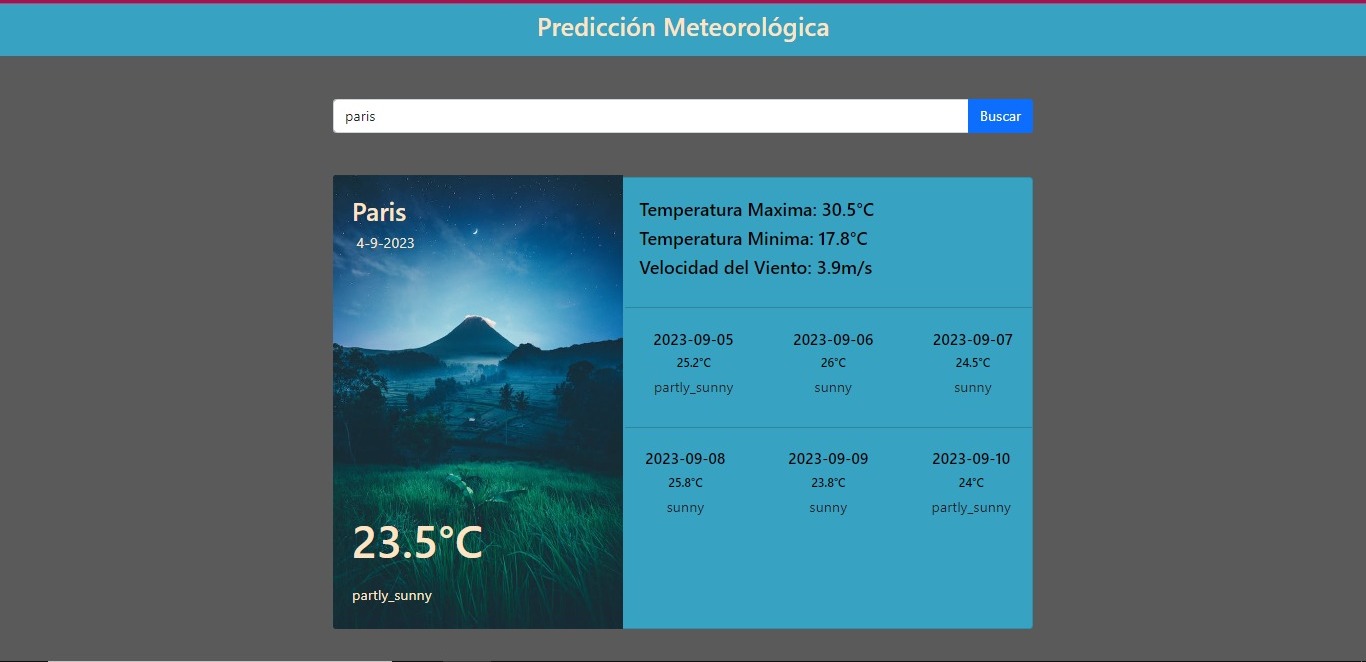 Predicción Meteorológica
paris
Buscar
Paris
4-9-2023
23.5°C
partly_sunny
Temperatura Maxima: 30.5°C
Temperatura Minima: 17.8°C
Velocidad del Viento: 3.9m/s
2023-09-05 2023-09-06 2023-09-07
25.2°C 26°C 24.5°C
partly_sunny sunny sunny
2023-09-08 2023-09-09 2023-09-10
25.8°C 23.8°C 24°C
sunny sunny partly_sunny